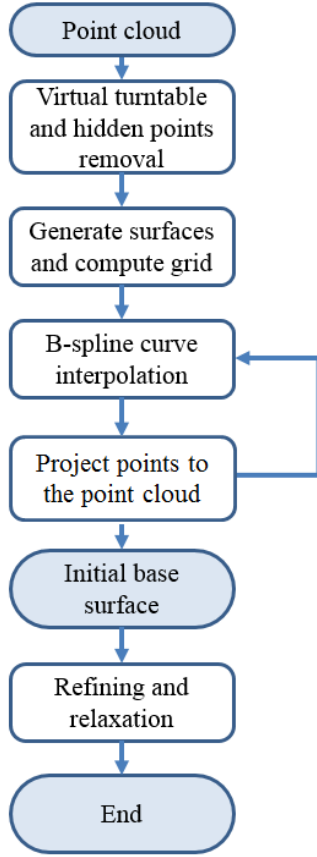 Point cloud
Virtual turntable
and hidden points
removal
Generate surfaces
and compute grid
B-spline curve
interpolation
Project points to
the point cloud
Initial base
surface
Refining and
relaxation
End